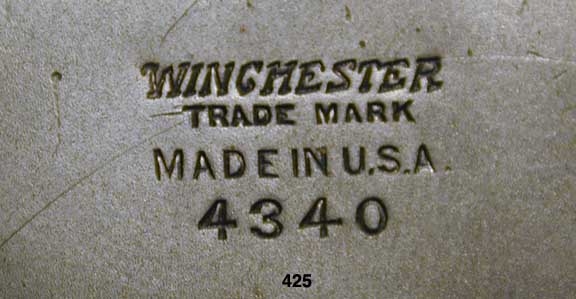 WINCHESTER
TRADE MARK
MADE IN U.S.A.
4340
425